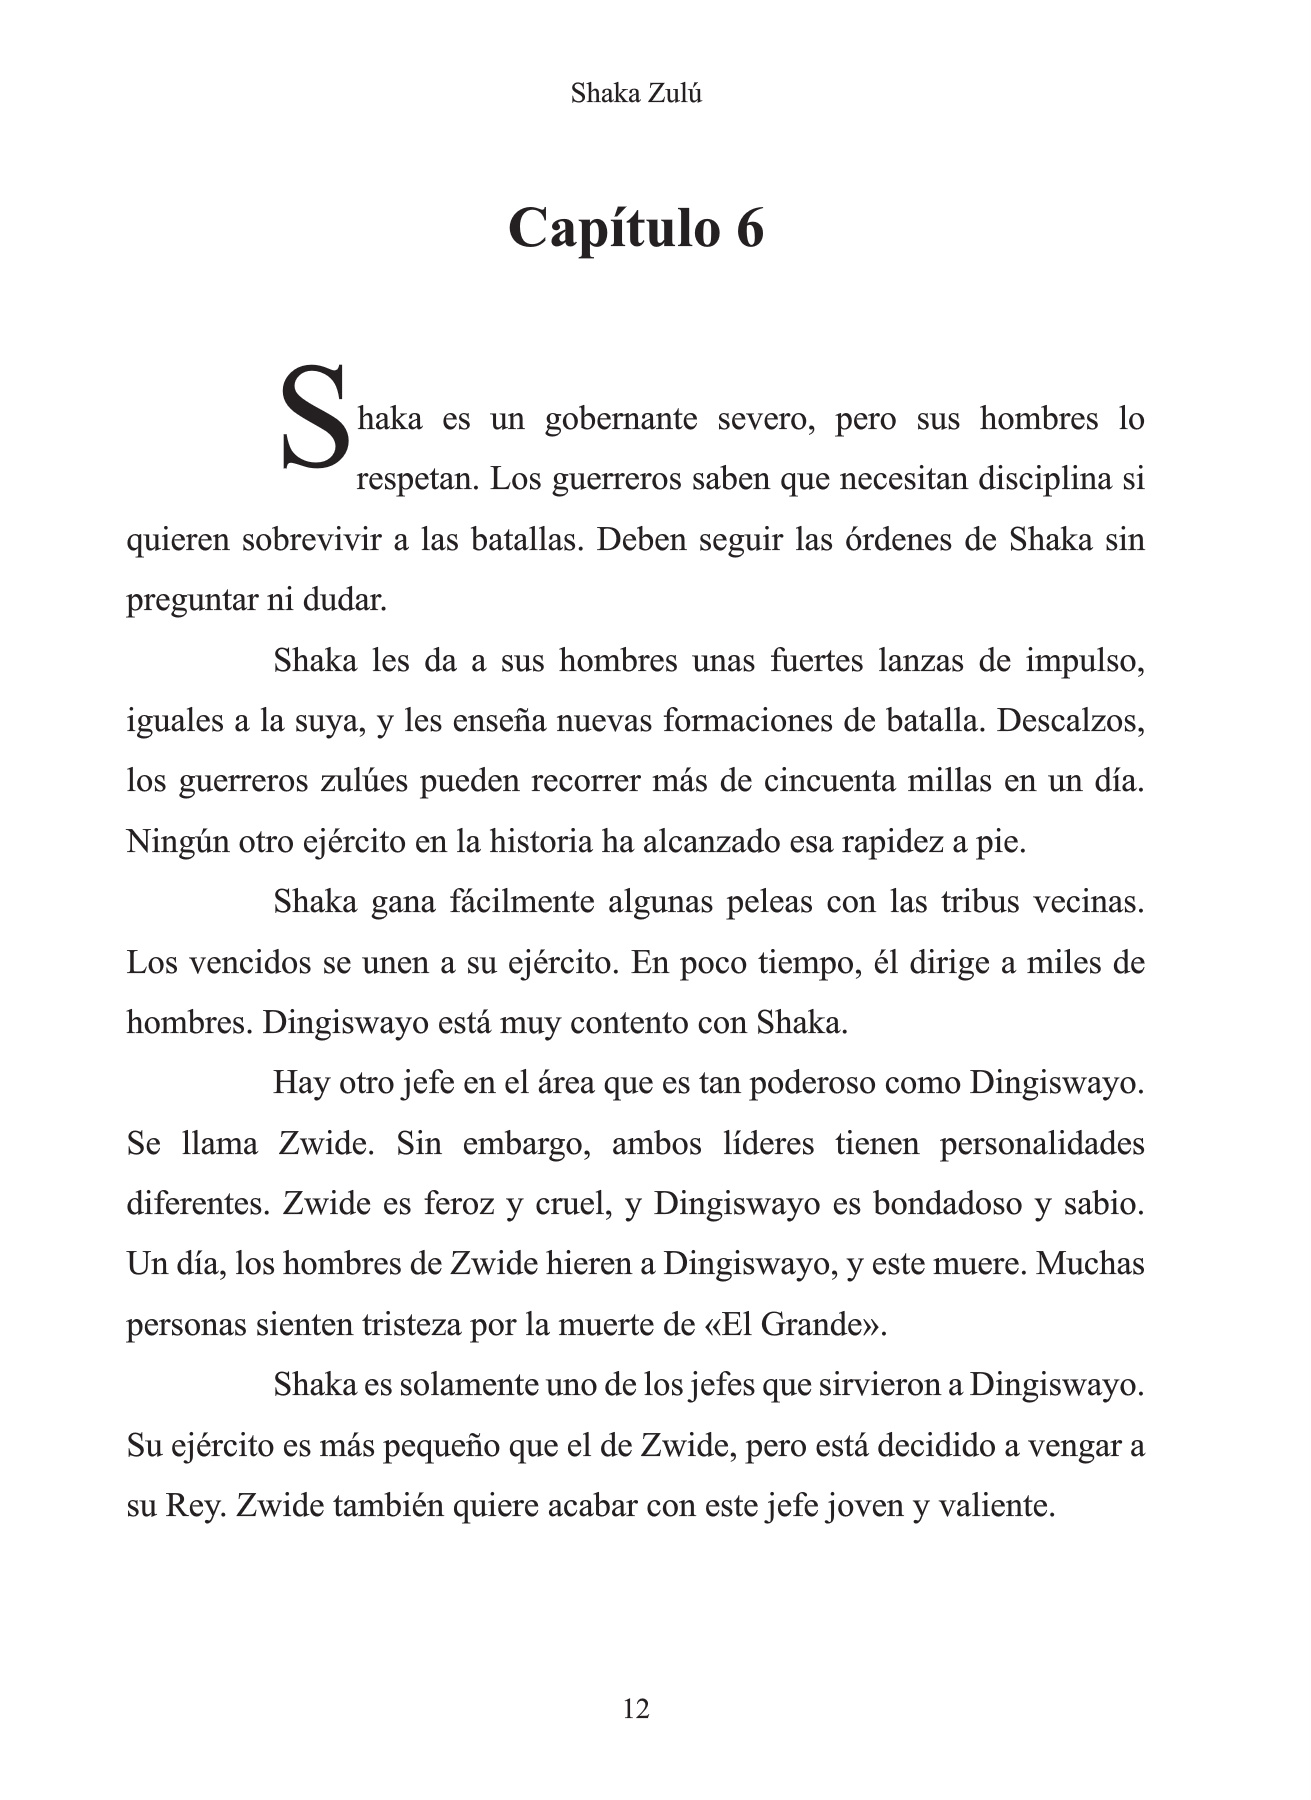 Shaka Zulú
Capítulo 6
Shaka es un gobernante severo, pero sus hombres lo
respetan. Los guerreros saben que necesitan disciplina si
quieren sobrevivir a las batallas. Deben seguir las órdenes de Shaka sin
preguntar ni dudar.
Shaka les da a sus hombres unas fuertes lanzas de impulso,
iguales a la suya, y les enseña nuevas formaciones de batalla. Descalzos,
los guerreros zulúes pueden recorrer más de cincuenta millas en un día.
Ningún otro ejército en la historia ha alcanzado esa rapidez a pie.
Shaka gana fácilmente algunas peleas con las tribus vecinas.
Los vencidos se unen a su ejército. En poco tiempo, él dirige a miles de
hombres. Dingiswayo está muy contento con Shaka.
Hay otro jefe en el área que es tan poderoso como Dingiswayo.
Se llama Zwide. Sin embargo, ambos líderes tienen personalidades
diferentes. Zwide es feroz y cruel, y Dingiswayo es bondadoso y sabio.
Un día, los hombres de Zwide hieren a Dingiswayo, y este muere. Muchas
personas sienten tristeza por la muerte de «El Grande».
Shaka es solamente uno de los jefes que sirvieron a Dingiswayo.
Su ejército es más pequeño que el de Zwide, pero está decidido a vengar a
su Rey. Zwide también quiere acabar con este jefe joven y valiente.
12